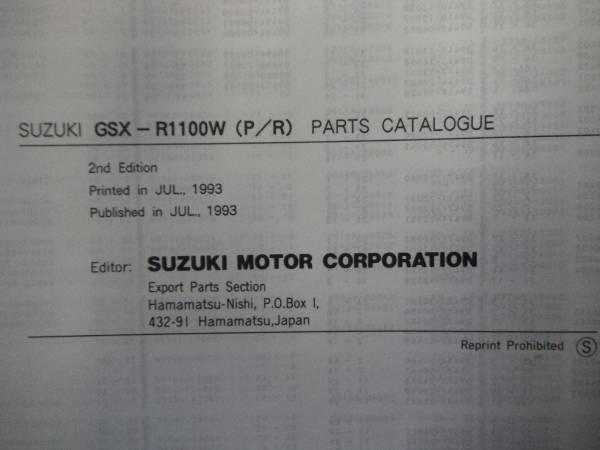 SUZUKI GSX-R1100W (P/R) PARTS CATALOGUE
2nd Edition
Printed in JUL., 1993
Published in JUL., 1993
Editor: SUZUKI MOTOR CORPORATION
Export Parts Section
Hamamatsu-Nishi, P.O.Box 1,
432-91 Hamamatsu,Japan
Reprint Prohibited Ⓢ